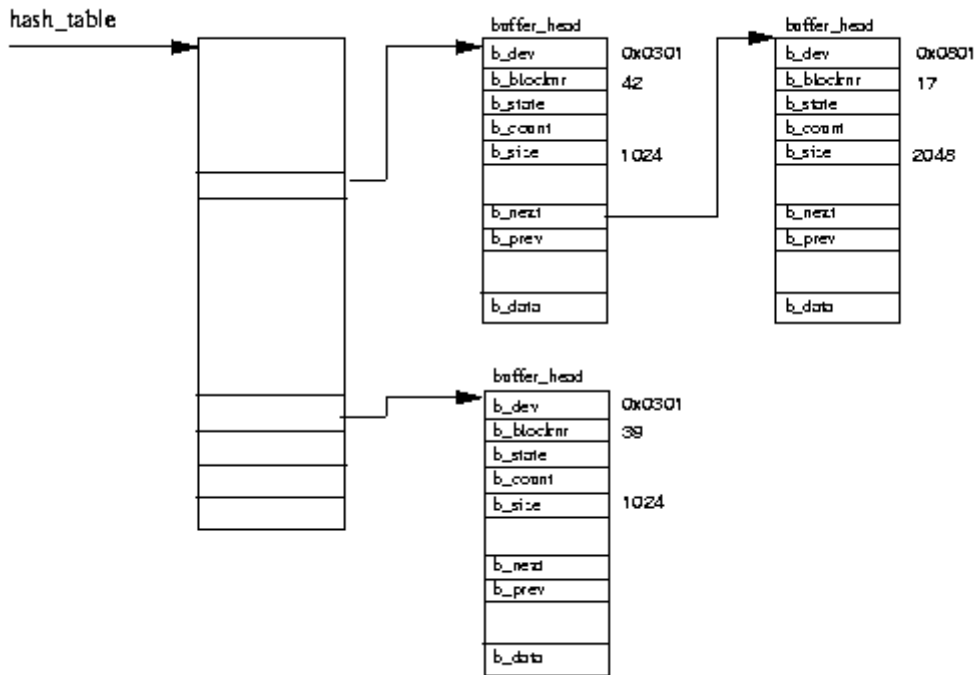 hash_table
buffer_head
b_dev 0x0301
b_blocknr 42
b_state
b_count
b_size 1024
b_next
b_prev
b_data
buffer_head
b_dev 0x0801
b_blocknr 17
b_state
b_count
b_size 2048
b_next
b_prev
b_data
buffer_head
b_dev 0x0301
b_blocknr 39
b_state
b_count
b_size 1024
b_next
b_prev
b_data